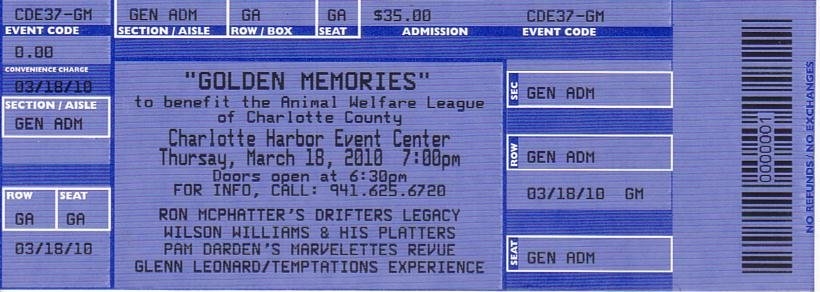 CDE37-GM
EVENT CODE
0.00
CONVENIENCE CHARGE
03/18/10
SECTION / AISLE
GEN ADM
ROW SEAT
GA GA
03/18/10
GEN ADM GA GA $35.00
SECTION / AISLE ROW / BOX SEAT ADMISSION
"GOLDEN MEMORIES"
to benefit the Animal Welfare League
of Charlotte County
Charlotte Harbor Event Center
Thursay, March 18, 2010 7:00pm
Doors open at 6:30pm
FOR INFO, CALL: 941.625.6720
RON MCPHATTER'S DRIFTERS LEGACY
WILSON WILLIAMS & HIS PLATTERS
PAM DARDEN'S MARVELETTES REVUE
GLENN LEONARD/TEMPTATIONS EXPERIENCE
CDE37-GM
EVENT CODE
SEC GEN ADM
ROW GEN ADM
03/18/10 GM
SEAT GEN ADM
0000001
NO REFUNDS / NO EXCHANGES